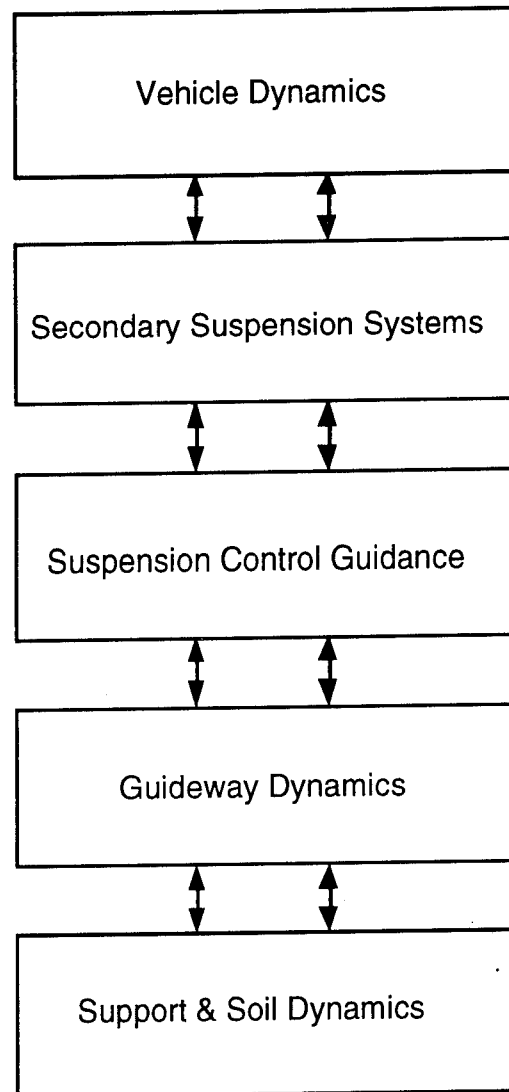 Vehicle Dynamics
Secondary Suspension Systems
Suspension Control Guidance
Guideway Dynamics
Support & Soil Dynamics